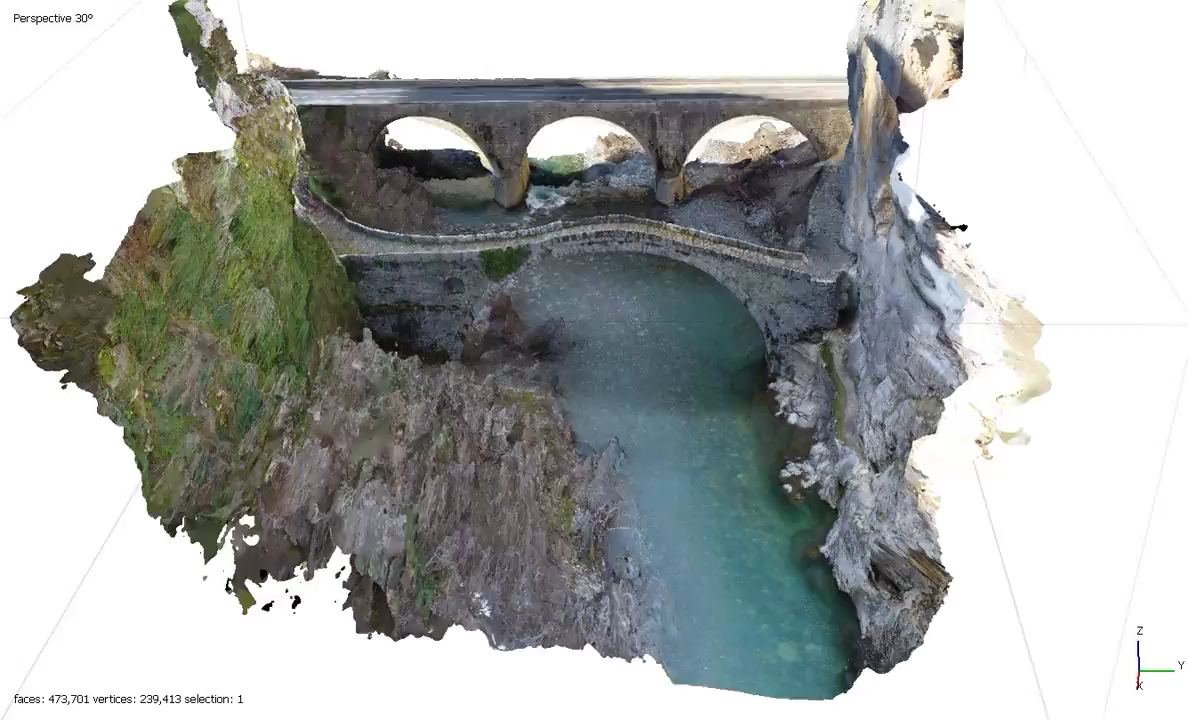 Perspective 30°
Z
Y
X
faces: 473,701 vertices: 239,413 selection: 1